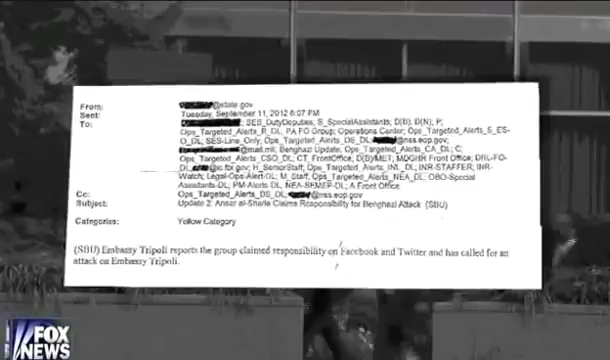 From: @state.gov
Sent: Tuesday, September 11, 2012 6:07 PM
To: SES_DutyDeputies, S_SpecialAssistants; D(B); D(N); P;
Ops_Targeted_Alerts_R_DL; PA FO Group; Operations Center; Ops_Targeted_Alerts_S_ES-
O_DL; SES-Line_Only; Ops_Targeted_Alerts_DS_DL; @nss.eop.gov;
@mail.mil; Benghazi Update; Ops_Targeted_Alerts_CA_DL; C;
Ops_Targeted_Alerts_CSO_DL; CT_FrontOffice; D(B)MET; MDGHR Front Office; DRL-FO-
DL; @ic.fbi.gov; H_SeniorStaff; Ops_Targeted_Alerts_INL_DL; INR-STAFFER; INR-
Watch; Legal-Ops-Alert-DL; M_Staff; Ops_Targeted_Alerts_NEA_DL; OBO-Special
Assistants-DL; PM-Alerts DL; NEA-SEMEP-DL; A Front Office
Cc: Ops_Targeted_Alerts_DS_DL; @nss.eop.gov
Subject: Update 2: Ansar al-Sharia Claims Responsibility for Benghazi Attack (SBU)
Categories: Yellow Category
(SBU) Embassy Tripoli reports the group claimed responsibility on Facebook and Twitter and has called for an
attack on Embassy Tripoli.
FOX
NEWS
FOX
NEWS